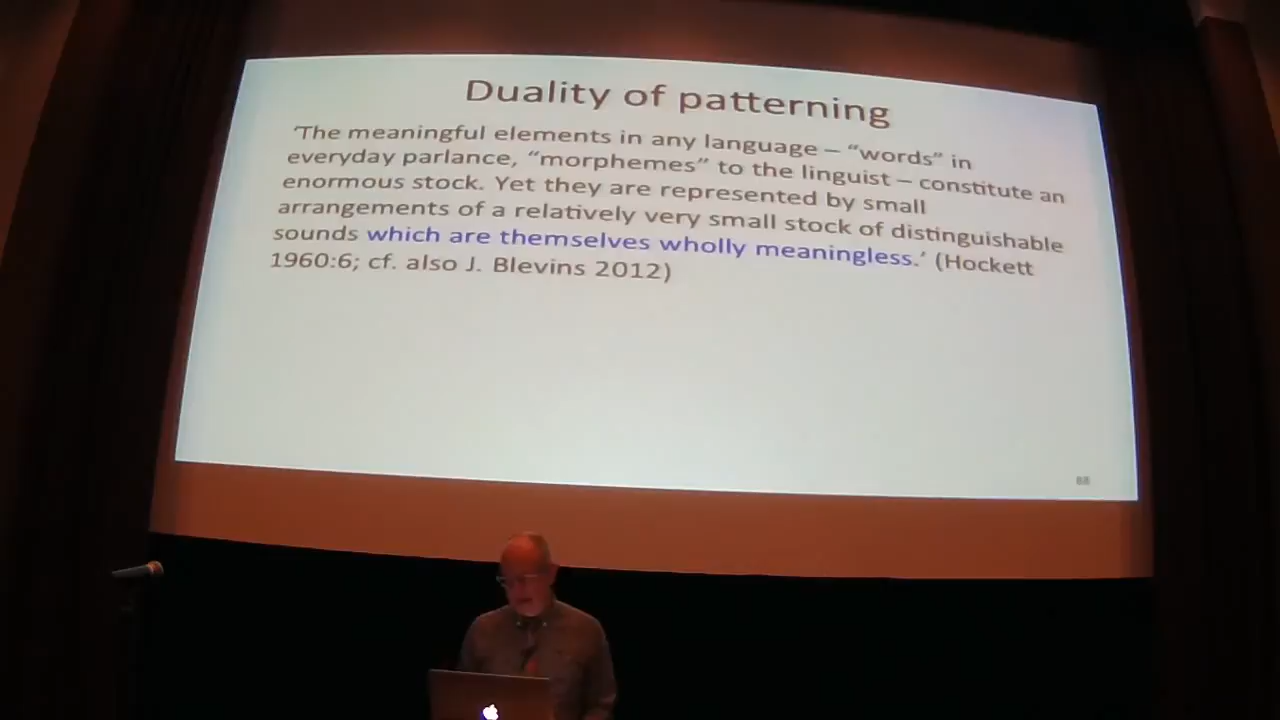 Duality of patterning
'The meaningful elements in any language – “words” in
everyday parlance, “morphemes” to the linguist – constitute an
enormous stock. Yet they are represented by small
arrangements of a relatively very small stock of distinguishable
sounds which are themselves wholly meaningless.’ (Hockett
1960:6; cf. also J. Blevins 2012)